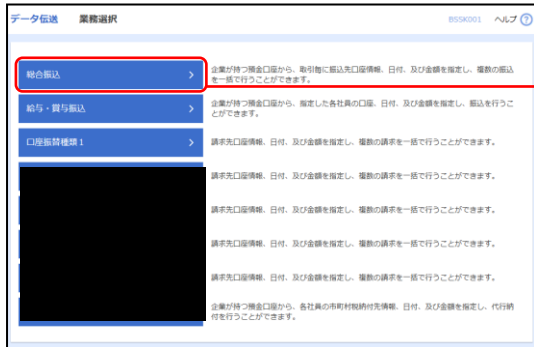 データ伝送 業務選択 BSSK001 ヘルプ ?
総合振込 >
企業が持つ預金口座から、取引毎に振込先口座情報、日付、及び金額を指定し、複数の振込
を一括で行うことができます。
給与・賞与振込 >
企業が持つ預金口座から、指定した各社員の口座、日付、及び金額を指定し、振込を行うこ
とができます。
口座振替種類1 >
請求先口座情報、日付、及び金額を指定し、複数の請求を一括で行うことができます。
請求先口座情報、日付、及び金額を指定し、複数の請求を一括で行うことができます。
請求先口座情報、日付、及び金額を指定し、複数の請求を一括で行うことができます。
請求先口座情報、日付、及び金額を指定し、複数の請求を一括で行うことができます。
請求先口座情報、日付、及び金額を指定し、複数の請求を一括で行うことができます。
企業が持つ預金口座から、各社員の市町村税納付先情報、日付、及び金額を指定し、代行納
付を行うことができます。